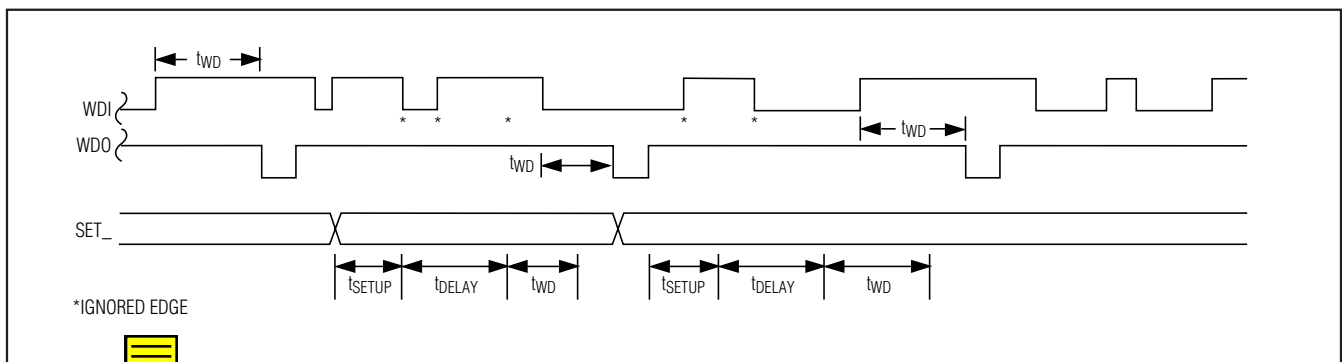 tWD
WDI
* * * * *
WDO
tWD
tWD
SET_
tSETUP tDELAY tWD tSETUP tDELAY tWD
*IGNORED EDGE